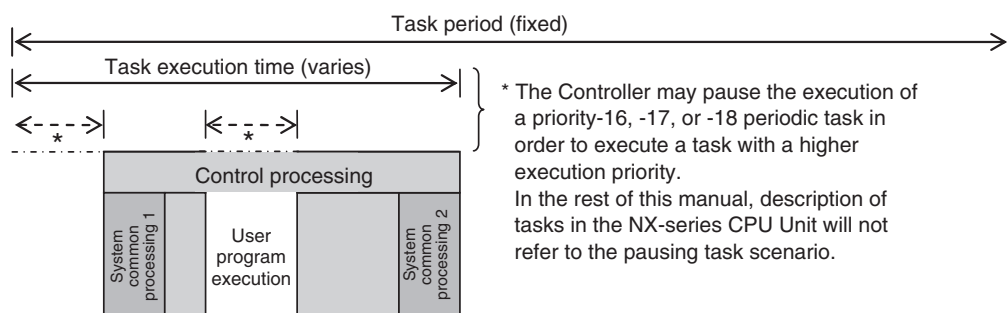 Task period (fixed)
Task execution time (varies)
*
*
* The Controller may pause the execution of
a priority-16, -17, or -18 periodic task in
order to execute a task with a higher
execution priority.
In the rest of this manual, description of
tasks in the NX-series CPU Unit will not
refer to the pausing task scenario.
Control processing
System
common
processing 1
User
program
execution
System
common
processing 2